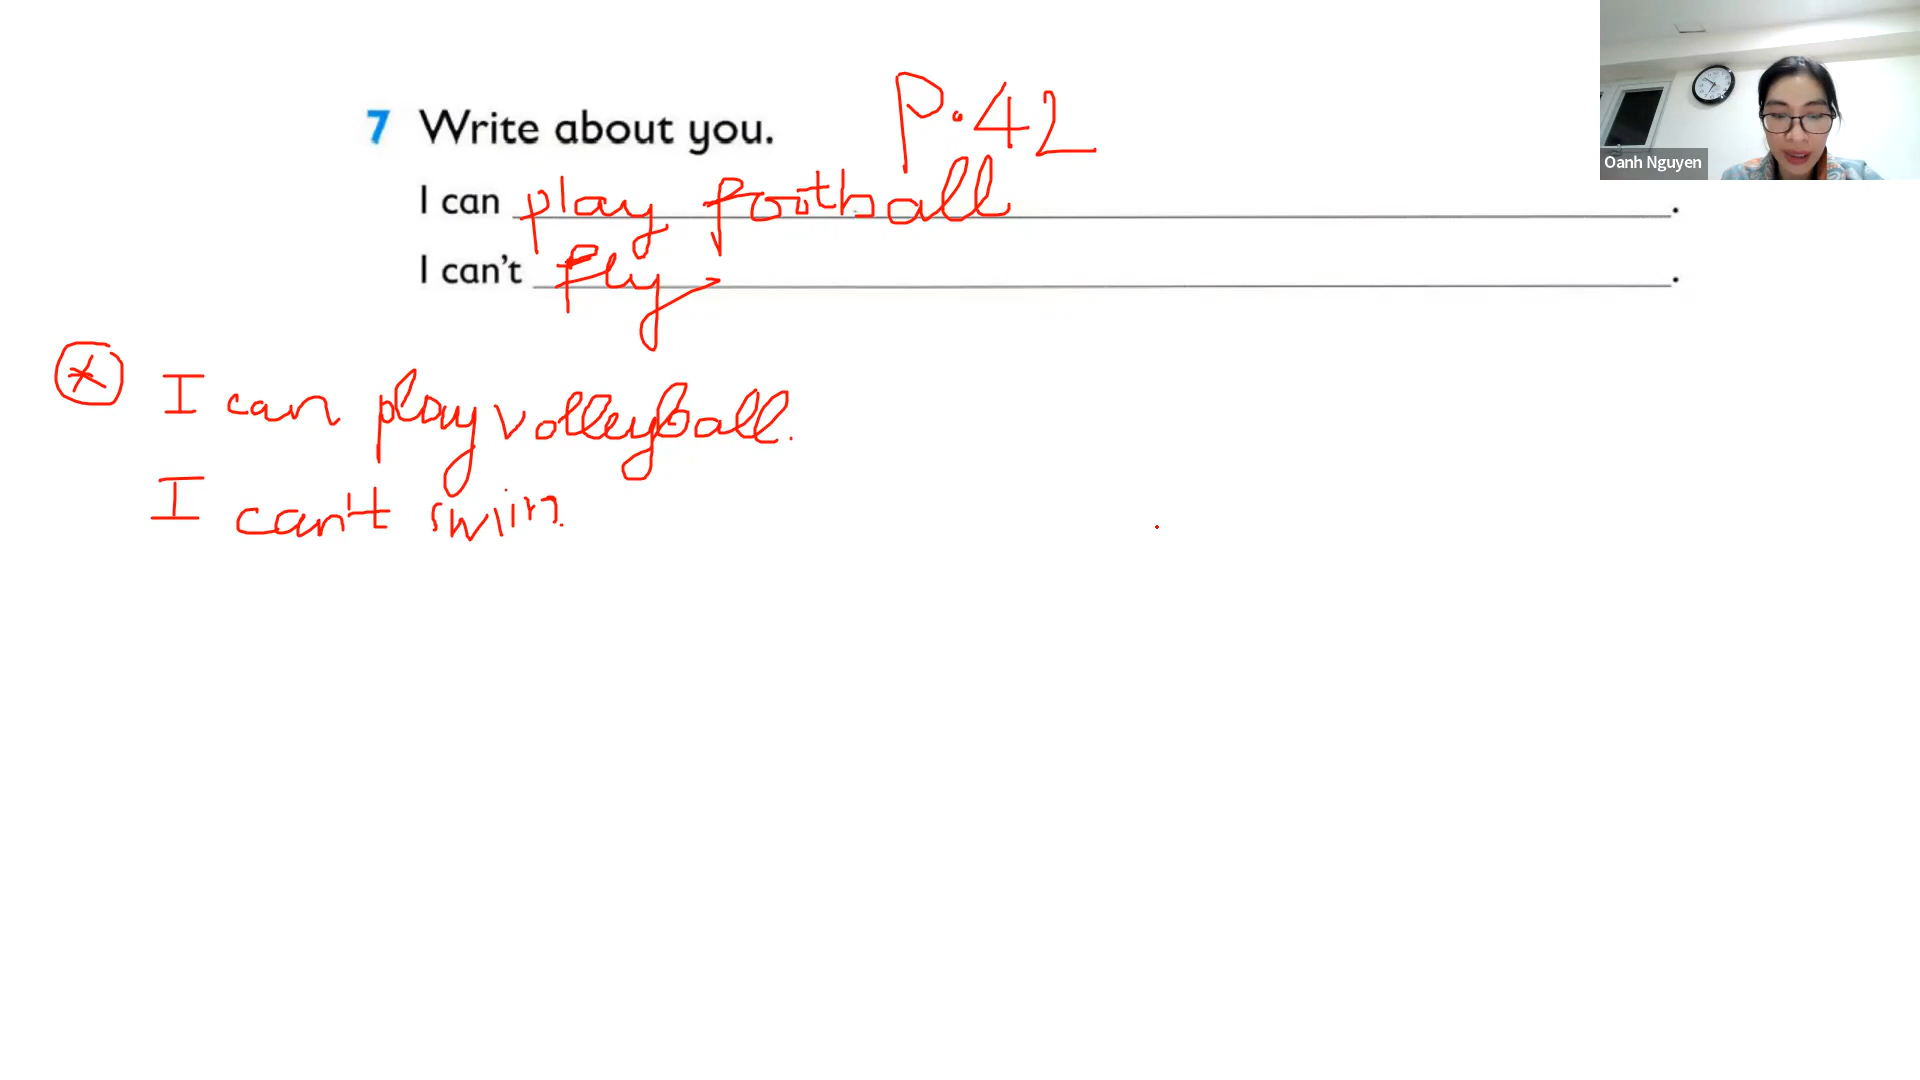 7 Write about you. P.42
I can play football.
I can't fly.
I can play volleyball.
I can't swim.
Oanh Nguyen